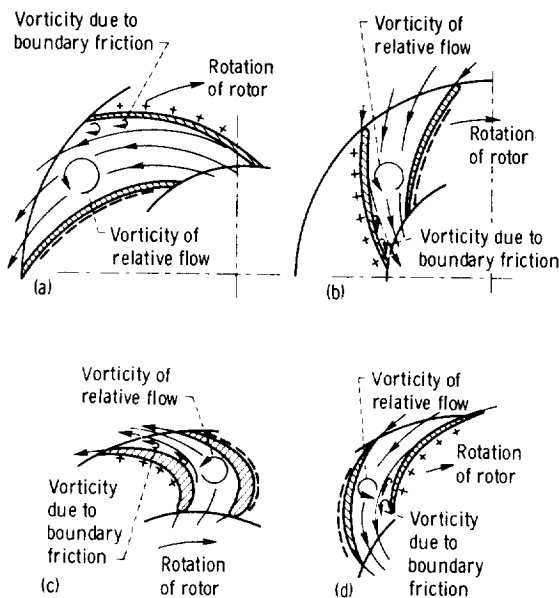 Vorticity due to
boundary friction
Rotation
of rotor
Vorticity of
relative flow
(a)
Vorticity of
relative flow
Rotation
of rotor
Vorticity due to
boundary friction
(b)
Vorticity of
relative flow
Vorticity
due to
boundary
friction
Rotation
of rotor
(c)
Vorticity of
relative flow
Rotation
of rotor
Vorticity
due to
boundary
friction
(d)